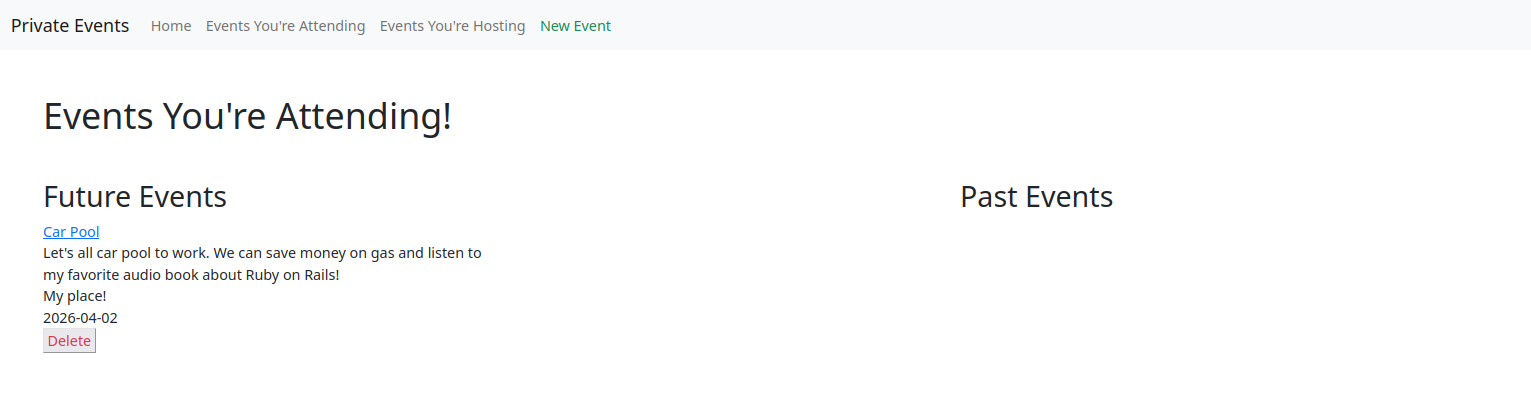 Private Events Home Events You're Attending Events You're Hosting New Event
Events You're Attending!
Future Events
Car Pool
Let's all car pool to work. We can save money on gas and listen to
my favorite audio book about Ruby on Rails!
My place!
2026-04-02
Delete
Past Events